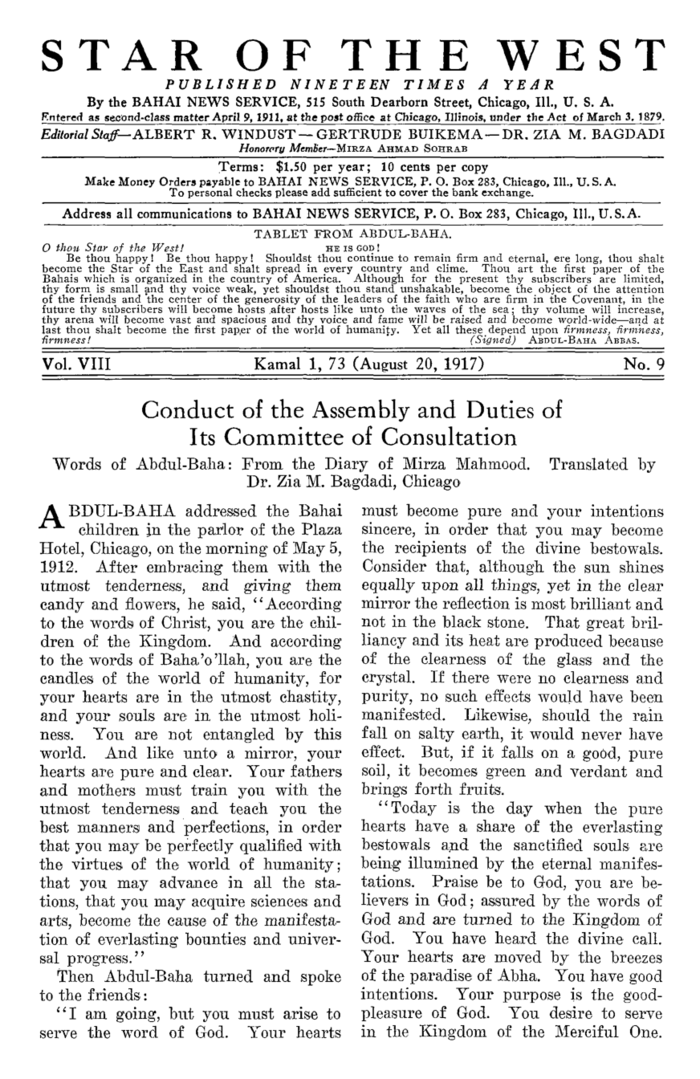 STAR OF THE WEST
PUBLISHED NINETEEN TIMES A YEAR
By the BAHAI NEWS SERVICE, 515 South Dearborn Street, Chicago, Ill., U. S. A.
Entered as second-class matter April 9, 1911, at the post office at Chicago, Illinois, under the Act of March 3, 1879.
Editorial Staff—ALBERT R. WINDUST—GERTRUDE BUIKEMA—DR. ZIA M. BAGDADI
Honorary Member—MIRZA AHMAD SOHRAB
Terms: $1.50 per year; 10 cents per copy
Make Money Orders payable to BAHAI NEWS SERVICE, P. O. Box 283, Chicago, Ill., U.S.A.
To personal checks please add sufficient to cover the bank exchange.
Address all communications to BAHAI NEWS SERVICE, P. O. Box 283, Chicago, Ill., U.S.A.
TABLET FROM ABDUL-BAHA.
O thou Star of the West! HE IS GOD!
Be thou happy! Be thou happy! Shouldst thou continue to remain firm and eternal, ere long, thou shalt
become the Star of the East and shalt spread in every country and clime. Thou art the first paper of the
Bahais which is organized in the country of America. Although for the present thy subscribers are limited,
thy form is small and thy voice weak, yet shouldst thou stand unshakable, become the object of the attention
of the friends and the center of the generosity of the leaders of the faith who are firm in the Covenant, in the
future thy subscribers will become hosts after hosts like unto the waves of the sea; thy volume will increase,
thy arena will become vast and spacious and thy voice and fame will be raised and become world-wide—and at
last thou shalt become the first paper of the world of humanity. Yet all these depend upon firmness, firmness,
firmness! (Signed) ABDUL-BAHA ABBAS.
Vol. VIII Kamal 1, 73 (August 20, 1917) No. 9
Conduct of the Assembly and Duties of
Its Committee of Consultation
Words of Abdul-Baha: From the Diary of Mirza Mahmood. Translated by
Dr. Zia M. Bagdadi, Chicago
ABDUL-BAHA addressed the Bahai
children in the parlor of the Plaza
Hotel, Chicago, on the morning of May 5,
1912. After embracing them with the
utmost tenderness, and giving them
candy and flowers, he said, "According
to the words of Christ, you are the chil-
dren of the Kingdom. And according
to the words of Baha'o'llah, you are the
candles of the world of humanity, for
your hearts are in the utmost chastity,
and your souls are in the utmost holi-
ness. You are not entangled by this
world. And like unto a mirror, your
hearts are pure and clear. Your fathers
and mothers must train you with the
utmost tenderness and teach you the
best manners and perfections, in order
that you may be perfectly qualified with
the virtues of the world of humanity;
that you may advance in all the sta-
tions, that you may acquire sciences and
arts, become the cause of the manifesta-
tion of everlasting bounties and univer-
sal progress."
Then Abdul-Baha turned and spoke
to the friends:
"I am going, but you must arise to
serve the word of God. Your hearts
must become pure and your intentions
sincere, in order that you may become
the recipients of the divine bestowals.
Consider that, although the sun shines
equally upon all things, yet in the clear
mirror the reflection is most brilliant and
not in the black stone. That great bril-
liancy and its heat are produced because
of the clearness of the glass and the
crystal. If there were no clearness and
purity, no such effects would have been
manifested. Likewise, should the rain
fall on salty earth, it would never have
effect. But, if it falls on a good, pure
soil, it becomes green and verdant and
brings forth fruits.
"Today is the day when the pure
hearts have a share of the everlasting
bestowals and the sanctified souls are
being illumined by the eternal manifes-
tations. Praise be to God, you are be-
lievers in God; assured by the words of
God and are turned to the Kingdom of
God. You have heard the divine call.
Your hearts are moved by the breezes
of the paradise of Abha. You have good
intentions. Your purpose is the good-
pleasure of God. You desire to serve
in the Kingdom of the Merciful One.